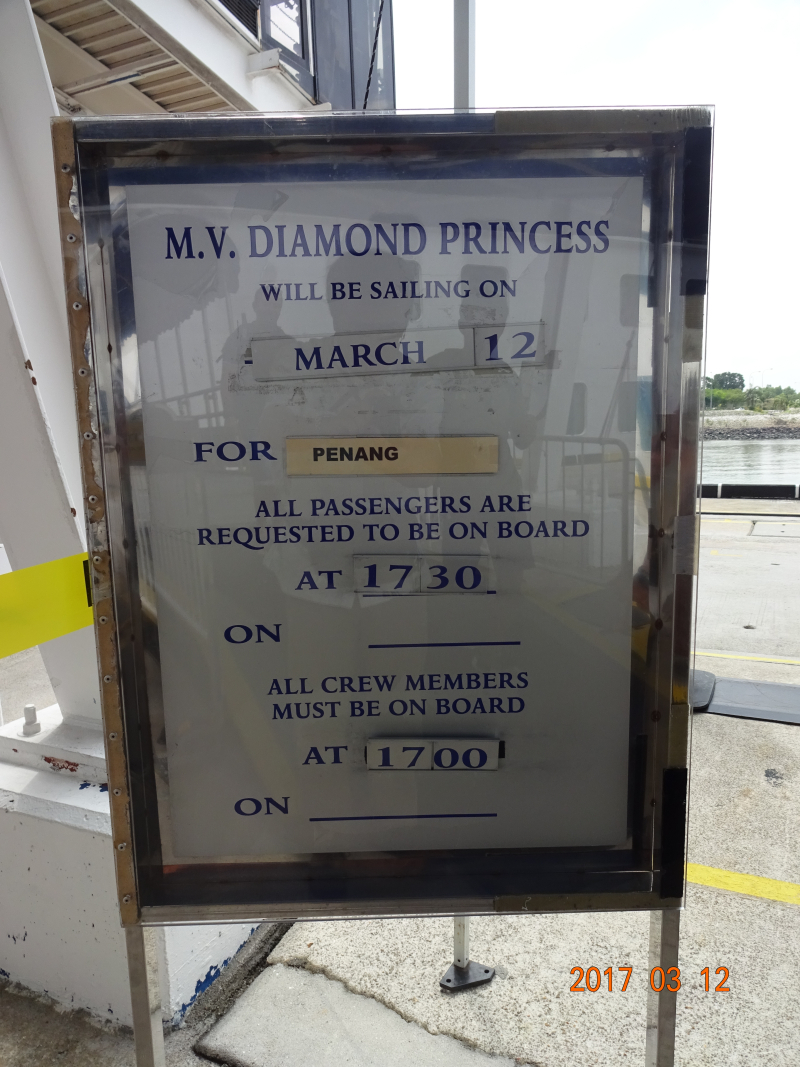 M.V. DIAMOND PRINCESS
WILL BE SAILING ON
MARCH 12
FOR PENANG
ALL PASSENGERS ARE
REQUESTED TO BE ON BOARD
AT 1730
ON
ALL CREW MEMBERS
MUST BE ON BOARD
AT 1700
ON
2017 03 12